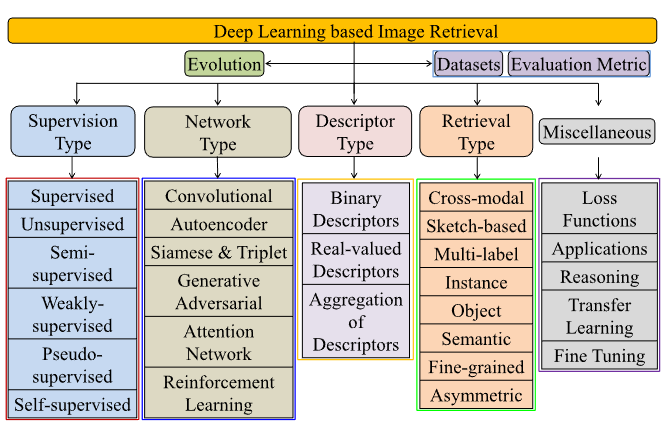 Deep Learning based Image Retrieval
Evolution
Datasets
Evaluation Metric
Supervision
Type
Network
Type
Descriptor
Type
Retrieval
Type
Miscellaneous
Supervised
Unsupervised
Semi-
supervised
Weakly-
supervised
Pseudo-
supervised
Self-supervised
Convolutional
Autoencoder
Siamese & Triplet
Generative
Adversarial
Attention
Network
Reinforcement
Learning
Binary
Descriptors
Real-valued
Descriptors
Aggregation
of
Descriptors
Cross-modal
Sketch-based
Multi-label
Instance
Object
Semantic
Fine-grained
Asymmetric
Loss
Functions
Applications
Reasoning
Transfer
Learning
Fine Tuning